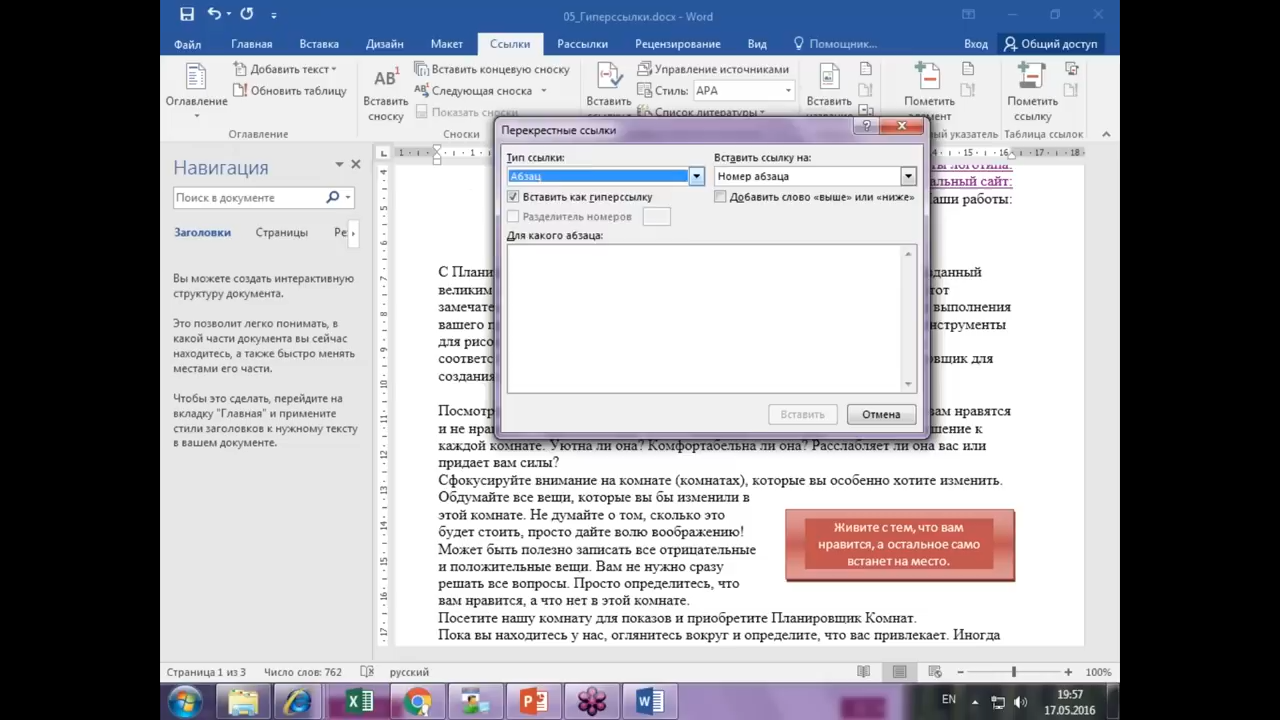 05_Гиперссылки.docx - Word
Файл Главная Вставка Дизайн Макет Ссылки Рассылки Рецензирование Вид Помощник... Вход Общий доступ
Оглавление
Добавить текст
Обновить таблицу
Оглавление
AB¹
Вставить сноску
Вставить концевую сноску
Следующая сноска
Показать сноски
Сноски
Вставить
Управление источниками
Стиль: APA
Список литературы
Вставить
Пометить элемент
Пометить ссылку
Таблица ссылок
Навигация
Поиск в документе
Заголовки Страницы Ре
Вы можете создать интерактивную
структуру документа.
Это позволит легко понимать, в
какой части документа вы сейчас
находитесь, а также быстро менять
местами его части.
Чтобы это сделать, перейдите на
вкладку "Главная" и примените
стили заголовков к нужному тексту
в вашем документе.
Перекрестные ссылки
Тип ссылки: Вставить ссылку на:
Абзац Номер абзаца
Вставить как гиперссылку Добавить слово «выше» или «ниже»
Разделитель номеров
Для какого абзаца:
Вставить Отмена
логотипа:
альный сайт:
аши работы:
С Плани
великим
замечате выполнения
вашего п
для рисо
соответс вщик для
создания
Посмотр вам нравятся
и не нра шение к
каждой комнате. Уютна ли она? Комфортабельна ли она? Расслабляет ли она вас или
придает вам силы?
Сфокусируйте внимание на комнате (комнатах), которые вы особенно хотите изменить.
Обдумайте все вещи, которые вы бы изменили в
этой комнате. Не думайте о том, сколько это
будет стоить, просто дайте волю воображению!
Может быть полезно записать все отрицательные
и положительные вещи. Вам не нужно сразу
решать все вопросы. Просто определитесь, что
вам нравится, а что нет в этой комнате.
Живите с тем, что вам
нравится, а остальное само
встанет на место.
Посетите нашу комнату для показов и приобретите Планировщик Комнат.
Пока вы находитесь у нас, оглянитесь вокруг и определите, что вас привлекает. Иногда
Страница 1 из 3 Число слов: 762 русский 100%
EN
19:57
17.05.2016